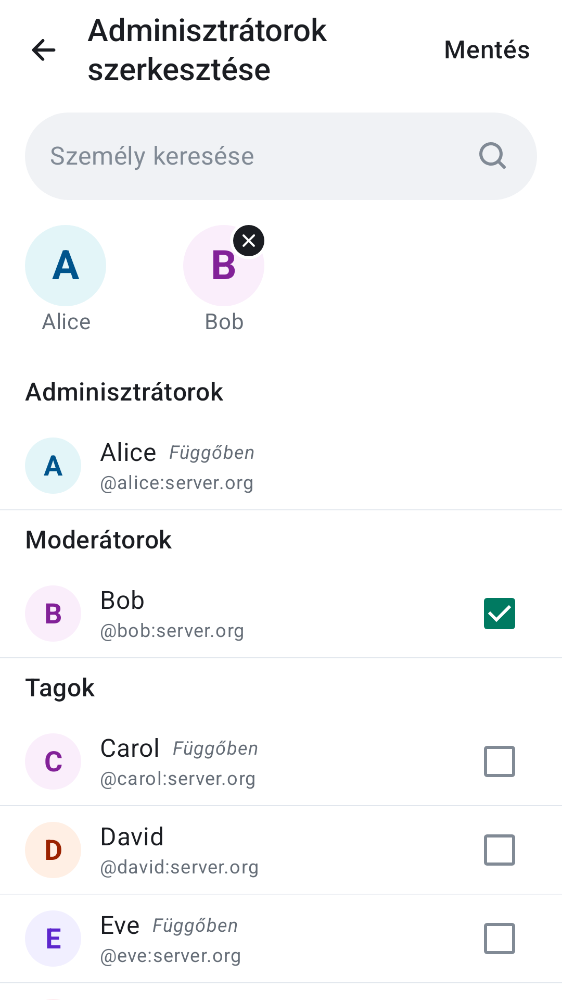 Adminisztrátorok
szerkesztése
Mentés
Személy keresése
A
B
Alice
Bob
Adminisztrátorok
A
Alice Függőben
@alice:server.org
Moderátorok
B
Bob
@bob:server.org
Tagok
C
Carol Függőben
@carol:server.org
D
David
@david:server.org
E
Eve Függőben
@eve:server.org